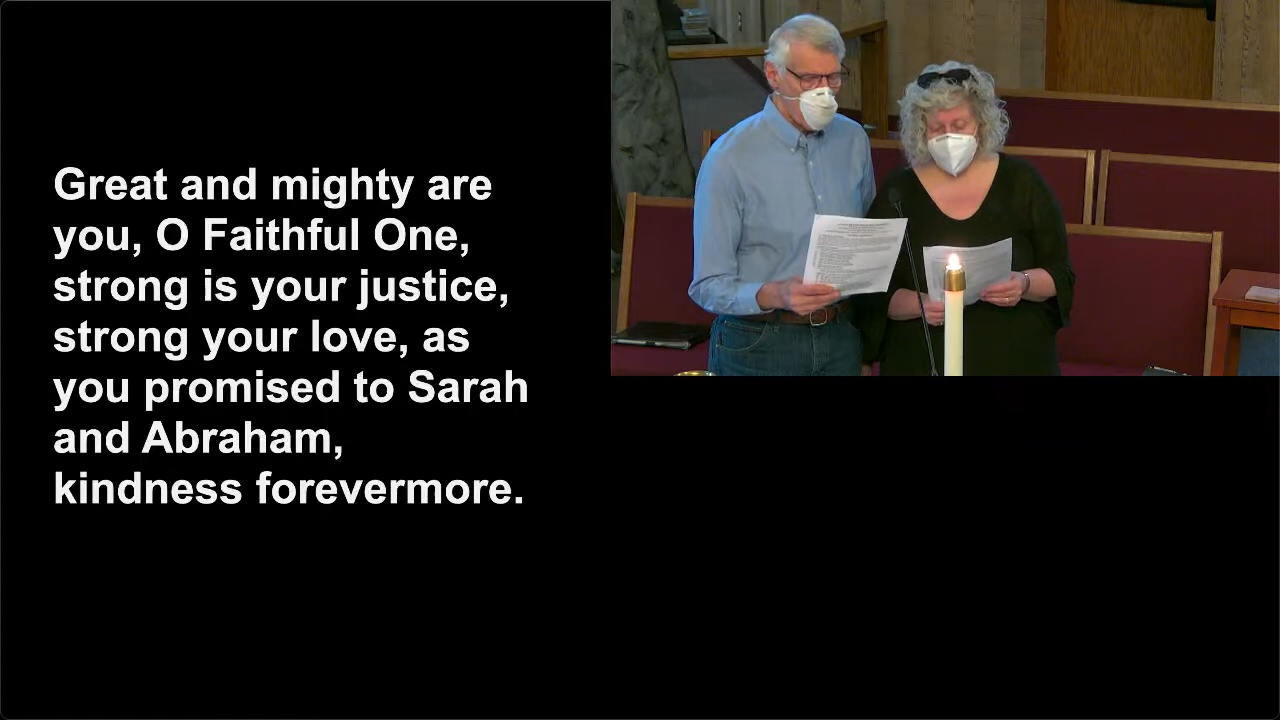 Great and mighty are
you, O Faithful One,
strong is your justice,
strong your love, as
you promised to Sarah
and Abraham,
kindness forevermore.